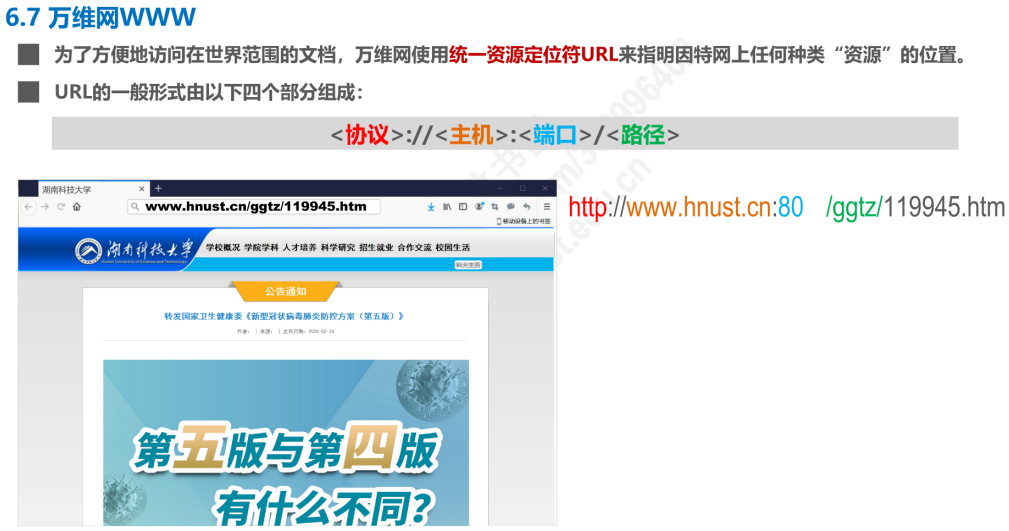 6.7 万维网WWW
为了方便地访问在世界范围的文档，万维网使用统一资源定位符URL来指明因特网上任何种类“资源”的位置。
URL的一般形式由以下四个部分组成：
<协议>://<主机>:<端口>/<路径>
湖南科技大学
www.hnust.cn/ggtz/119945.htm
移动设备上的书签
http://www.hnust.cn:80 /ggtz/119945.htm
湖南科技大学
学校概况 学院学科 人才培养 科学研究 招生就业 合作交流 校园生活
科大主页
公告通知
转发国家卫生健康委《新型冠状病毒肺炎防控方案（第五版）》
作者： | 来源： | 发布日期：
第五版与第四版
有什么不同？